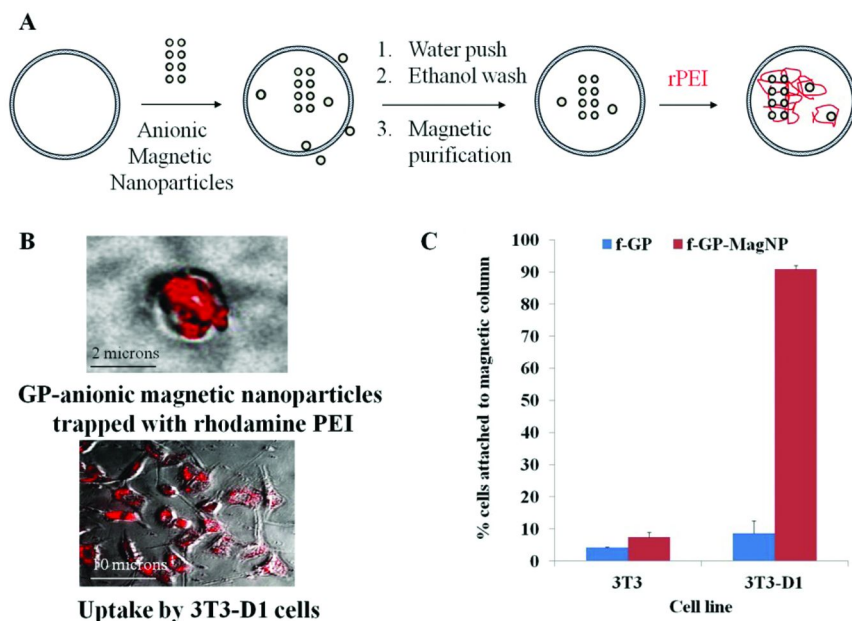 A
Anionic
Magnetic
Nanoparticles
1. Water push
2. Ethanol wash
3. Magnetic
purification
rPEI
B
2 microns
GP-anionic magnetic nanoparticles
trapped with rhodamine PEI
50 microns
Uptake by 3T3-D1 cells
C
f-GP
f-GP-MagNP
% cells attached to magnetic column
100
90
80
70
60
50
40
30
20
10
0
3T3
3T3-D1
Cell line